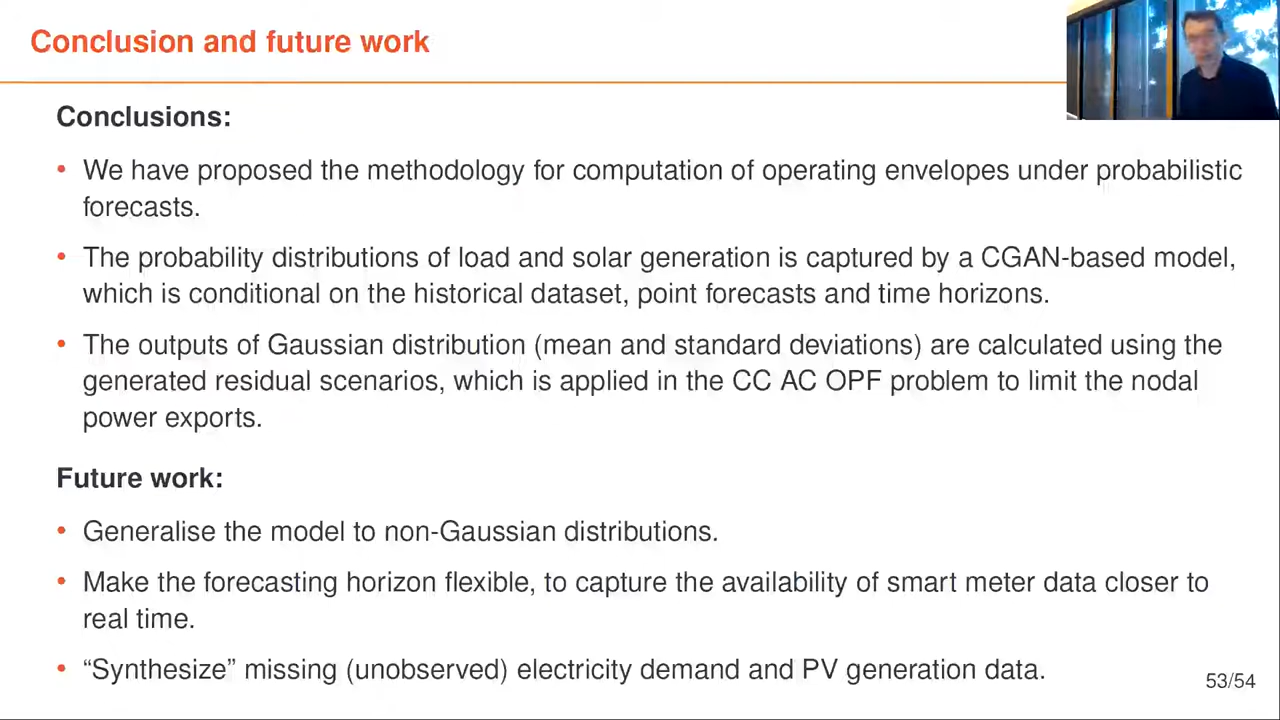 Conclusion and future work
Conclusions:
• We have proposed the methodology for computation of operating envelopes under probabilistic
forecasts.
• The probability distributions of load and solar generation is captured by a CGAN-based model,
which is conditional on the historical dataset, point forecasts and time horizons.
• The outputs of Gaussian distribution (mean and standard deviations) are calculated using the
generated residual scenarios, which is applied in the CC AC OPF problem to limit the nodal
power exports.
Future work:
• Generalise the model to non-Gaussian distributions.
• Make the forecasting horizon flexible, to capture the availability of smart meter data closer to
real time.
• “Synthesize” missing (unobserved) electricity demand and PV generation data.
53/54